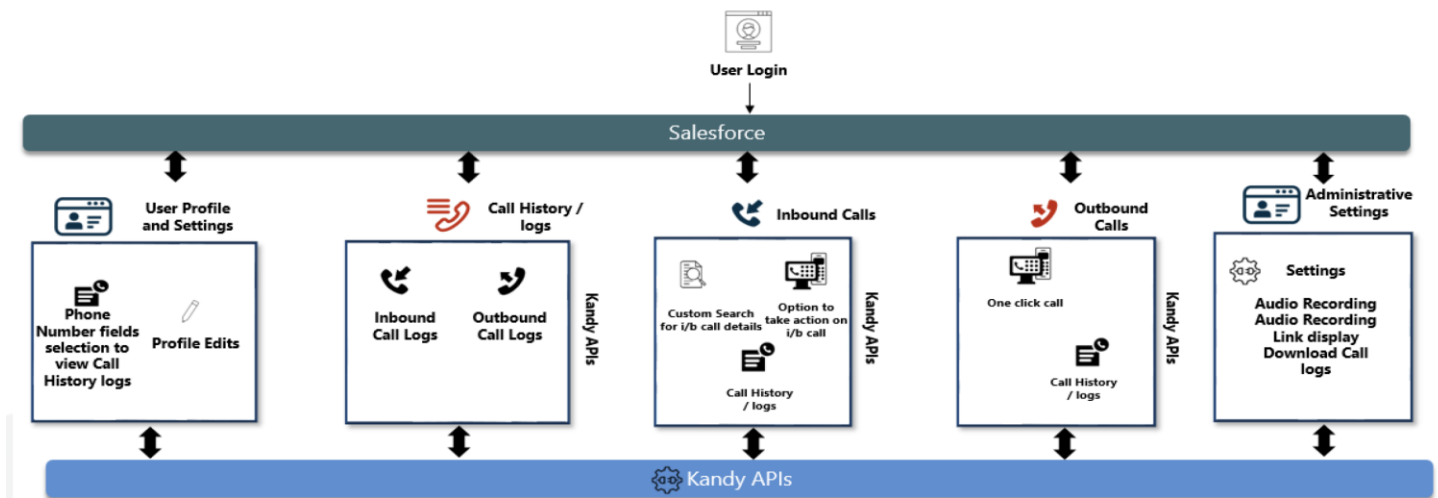 User Login
Salesforce
User Profile
and Settings
Phone
Number fields
selection to
view Call
History logs
Profile Edits
Call History /
logs
Inbound
Call Logs
Outbound
Call Logs
Kandy APIs
Inbound Calls
Custom Search
for i/b call details
Option to
take action on
i/b call
Call History
/ logs
Kandy APIs
Outbound
Calls
One click call
Call History
/ logs
Kandy APIs
Administrative
Settings
Settings
Audio Recording
Audio Recording
Link display
Download Call
logs
Kandy APIs